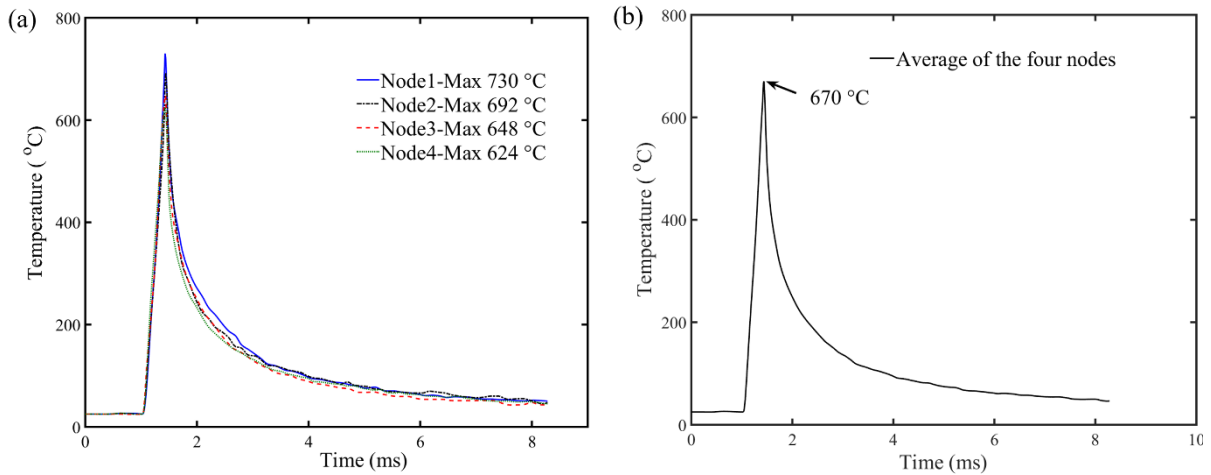 (a)
800
600
400
200
0
0
2
4
6
8
Temperature ( °C)
Time (ms)
Node1-Max 730 °C
Node2-Max 692 °C
Node3-Max 648 °C
Node4-Max 624 °C
(b)
800
600
400
200
0
0
2
4
6
8
10
Temperature ( °C)
Time (ms)
Average of the four nodes
670 °C